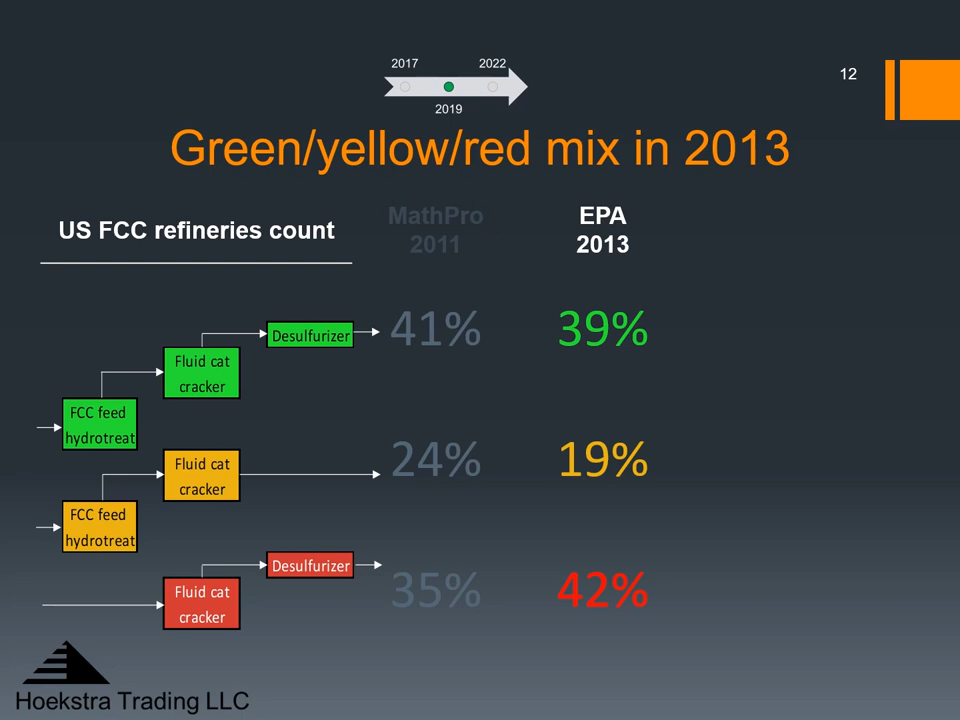 2017
2022
2019
12
Green/yellow/red mix in 2013
US FCC refineries count
MathPro
2011
EPA
2013
Desulfurizer
Fluid cat
cracker
FCC feed
hydrotreat
41%
39%
Fluid cat
cracker
FCC feed
hydrotreat
24%
19%
Desulfurizer
Fluid cat
cracker
35%
42%
Hoekstra Trading LLC